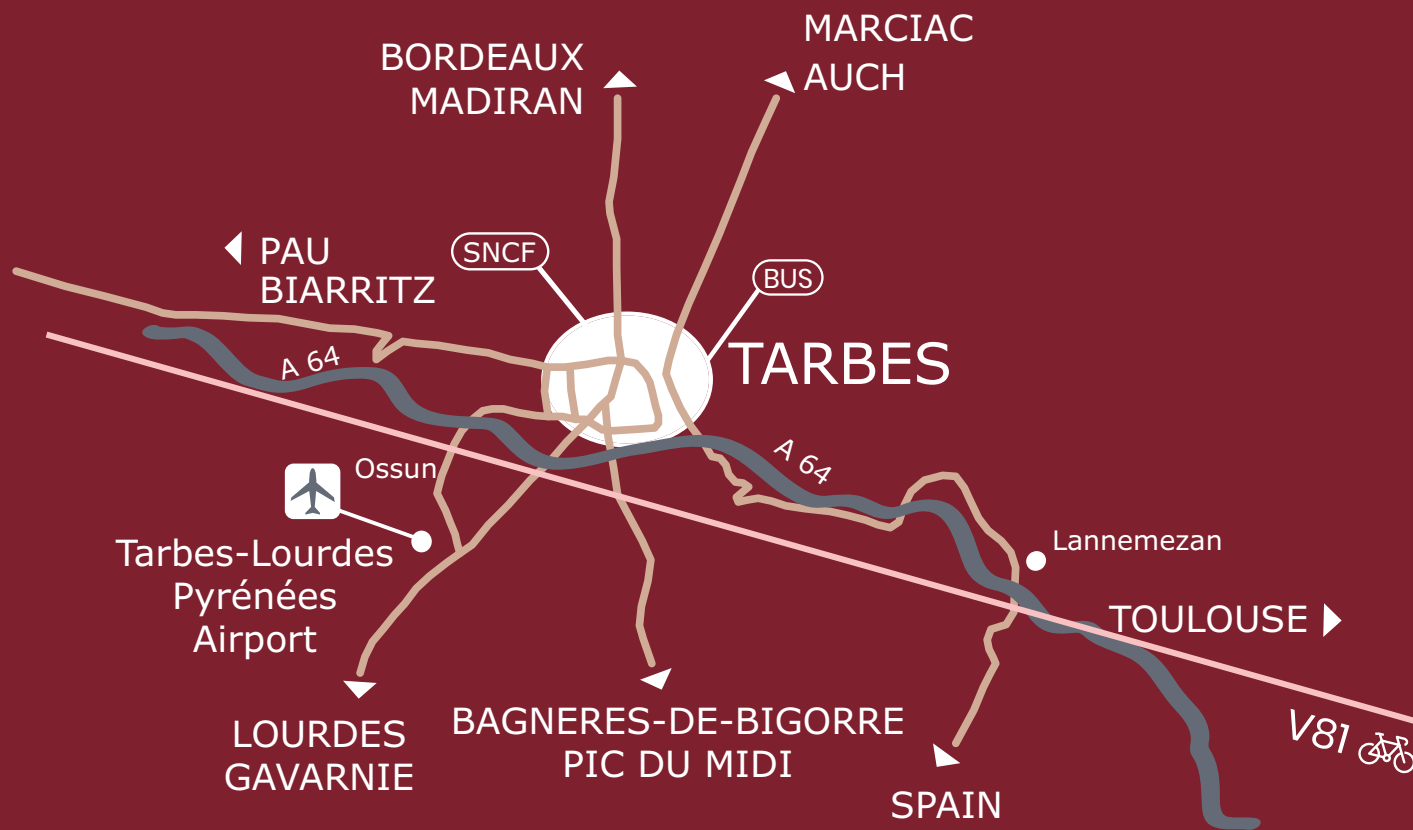 MARCIAC
AUCH
BORDEAUX
MADIRAN
PAU
BIARRITZ
SNCF
BUS
TARBES
A 64
A 64
Ossun
Tarbes-Lourdes
Pyrénées
Airport
Lannemezan
TOULOUSE
LOURDES
GAVARNIE
BAGNERES-DE-BIGORRE
PIC DU MIDI
V81
SPAIN